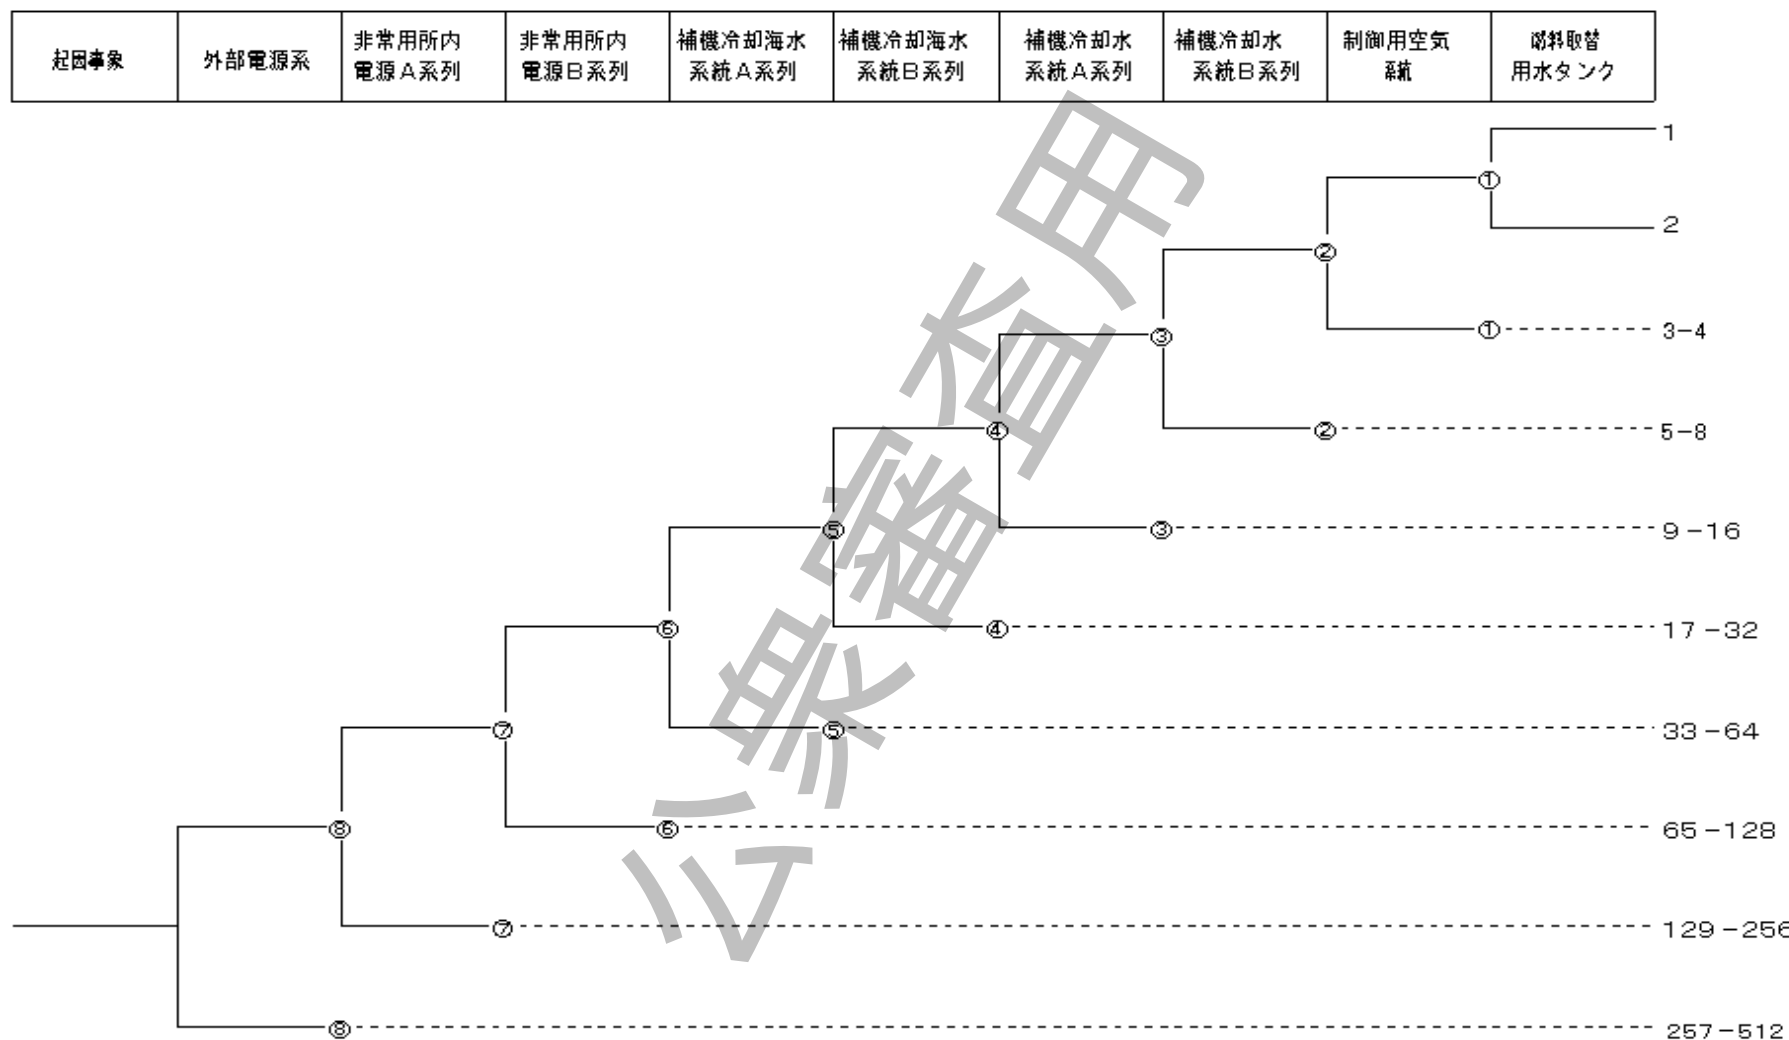 起因事象
外部電源系
非常用所内
電源A系列
非常用所内
電源B系列
補機冷却海水
系統A系列
補機冷却海水
系統B系列
補機冷却水
系統A系列
補機冷却水
系統B系列
制御用空気
系統
燃料取替
用水タンク
1
①
2
②
①
3-4
③
②
5-8
④
③
9-16
⑤
④
17-32
⑥
⑤
33-64
⑦
⑥
65-128
⑧
⑦
129-256
⑧
257-512
公衆審査用